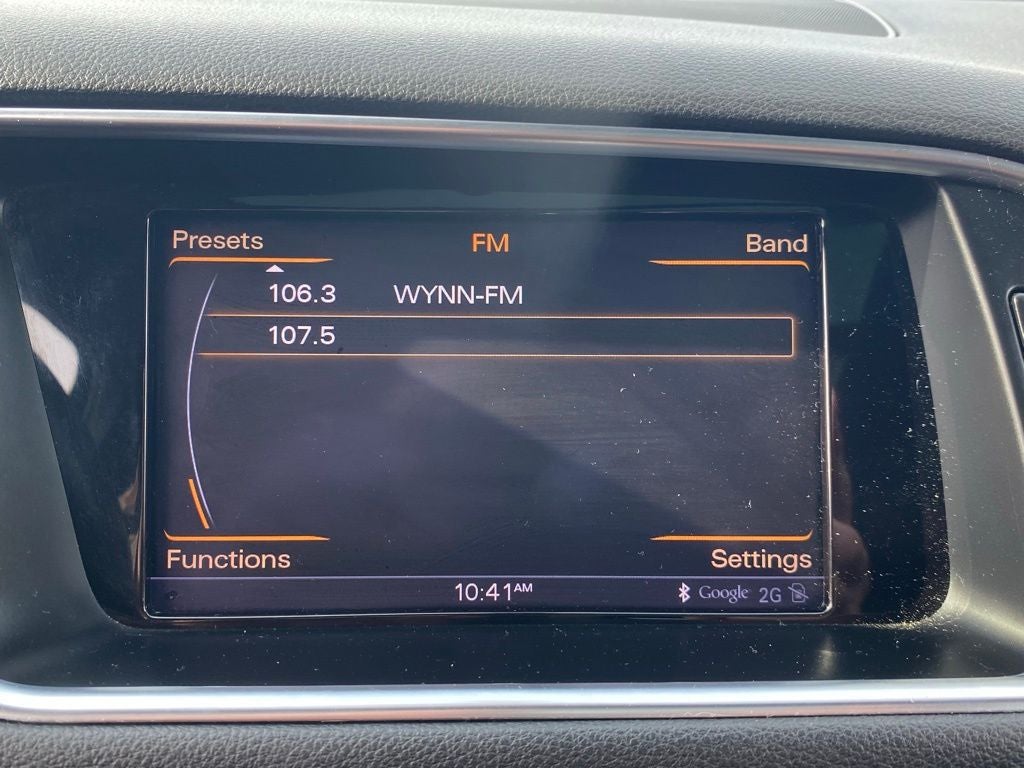 Presets FM Band
106.3 WYNN-FM
107.5
Functions Settings
10:41AM Google 2G